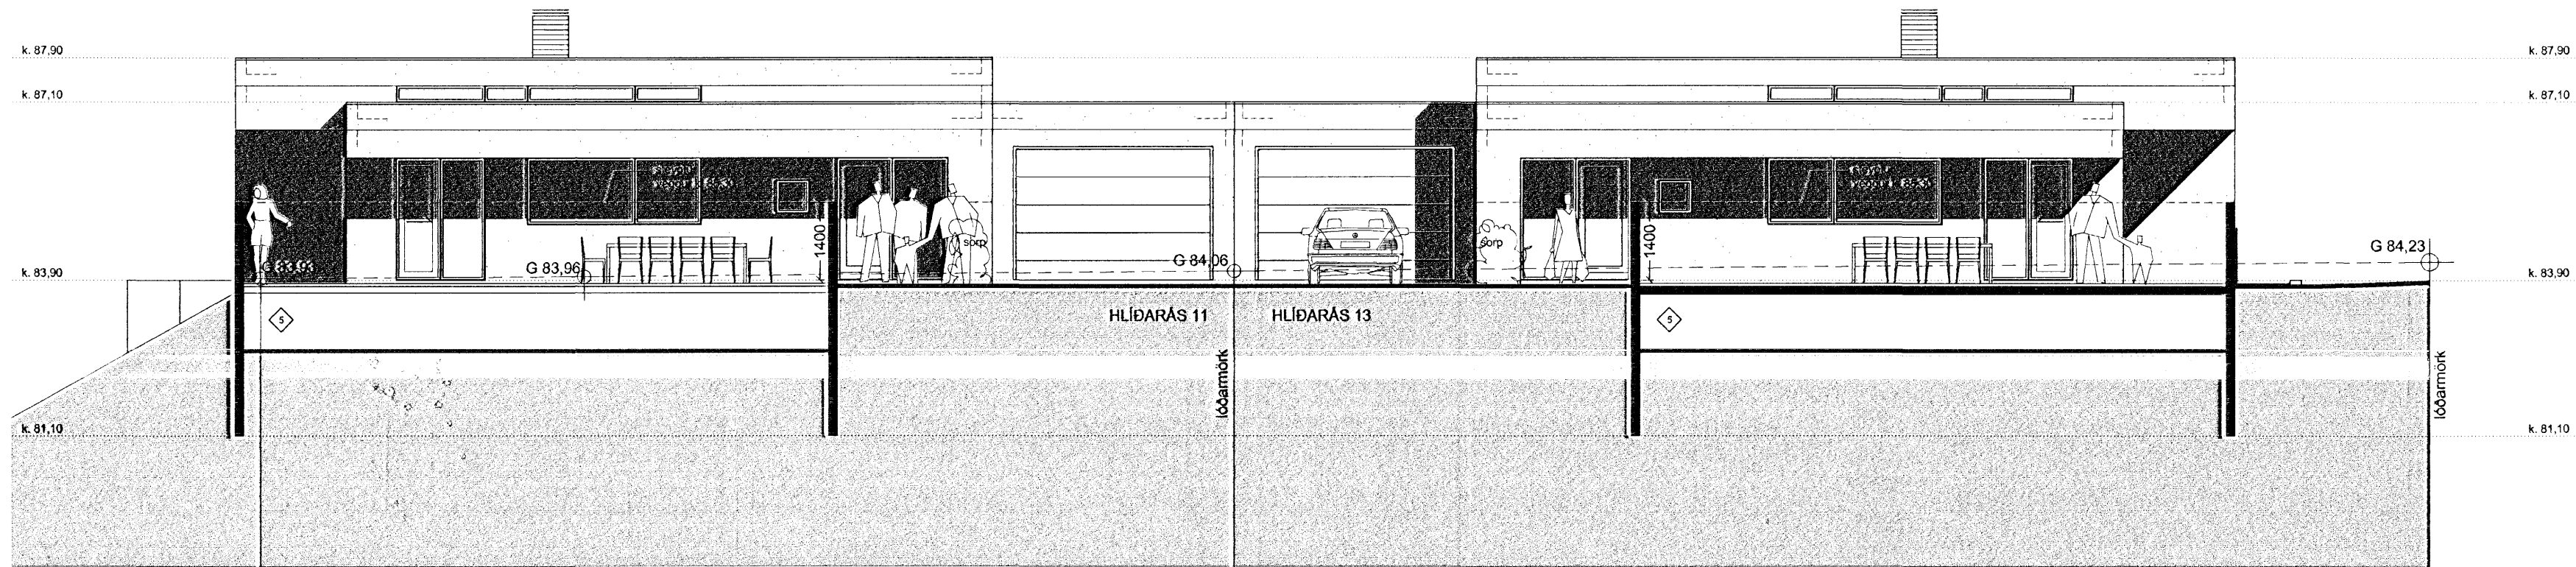 k. 87,90
k. 87,90
k. 87,10
k. 87,10
1400
sorp
sorp
1400
G 83,93
G 83,96
G 84,06
G 84,23
k. 83,90
k. 83,90
5
HLÍÐARÁS 11
HLÍÐARÁS 13
5
lóðarmörk
lóðarmörk
k. 81,10
k. 81,10